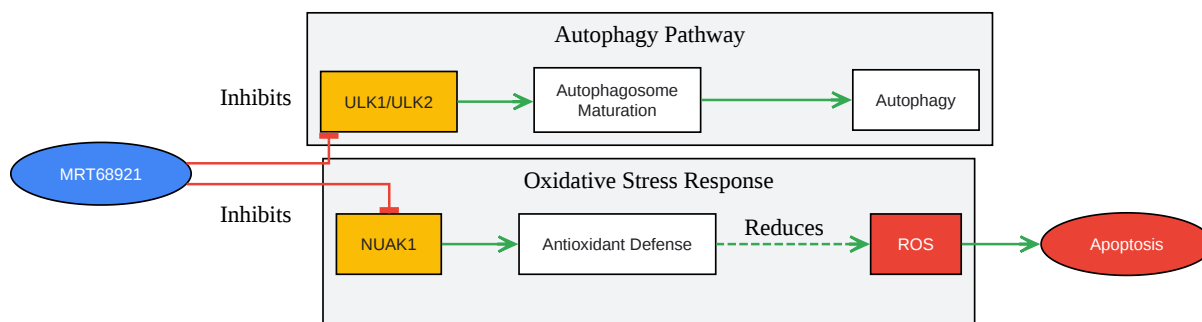 Autophagy Pathway
Inhibits
ULK1/ULK2
Autophagosome
Maturation
Autophagy
MRT68921
Oxidative Stress Response
Inhibits
NUAK1
Antioxidant Defense
Reduces
ROS
Apoptosis